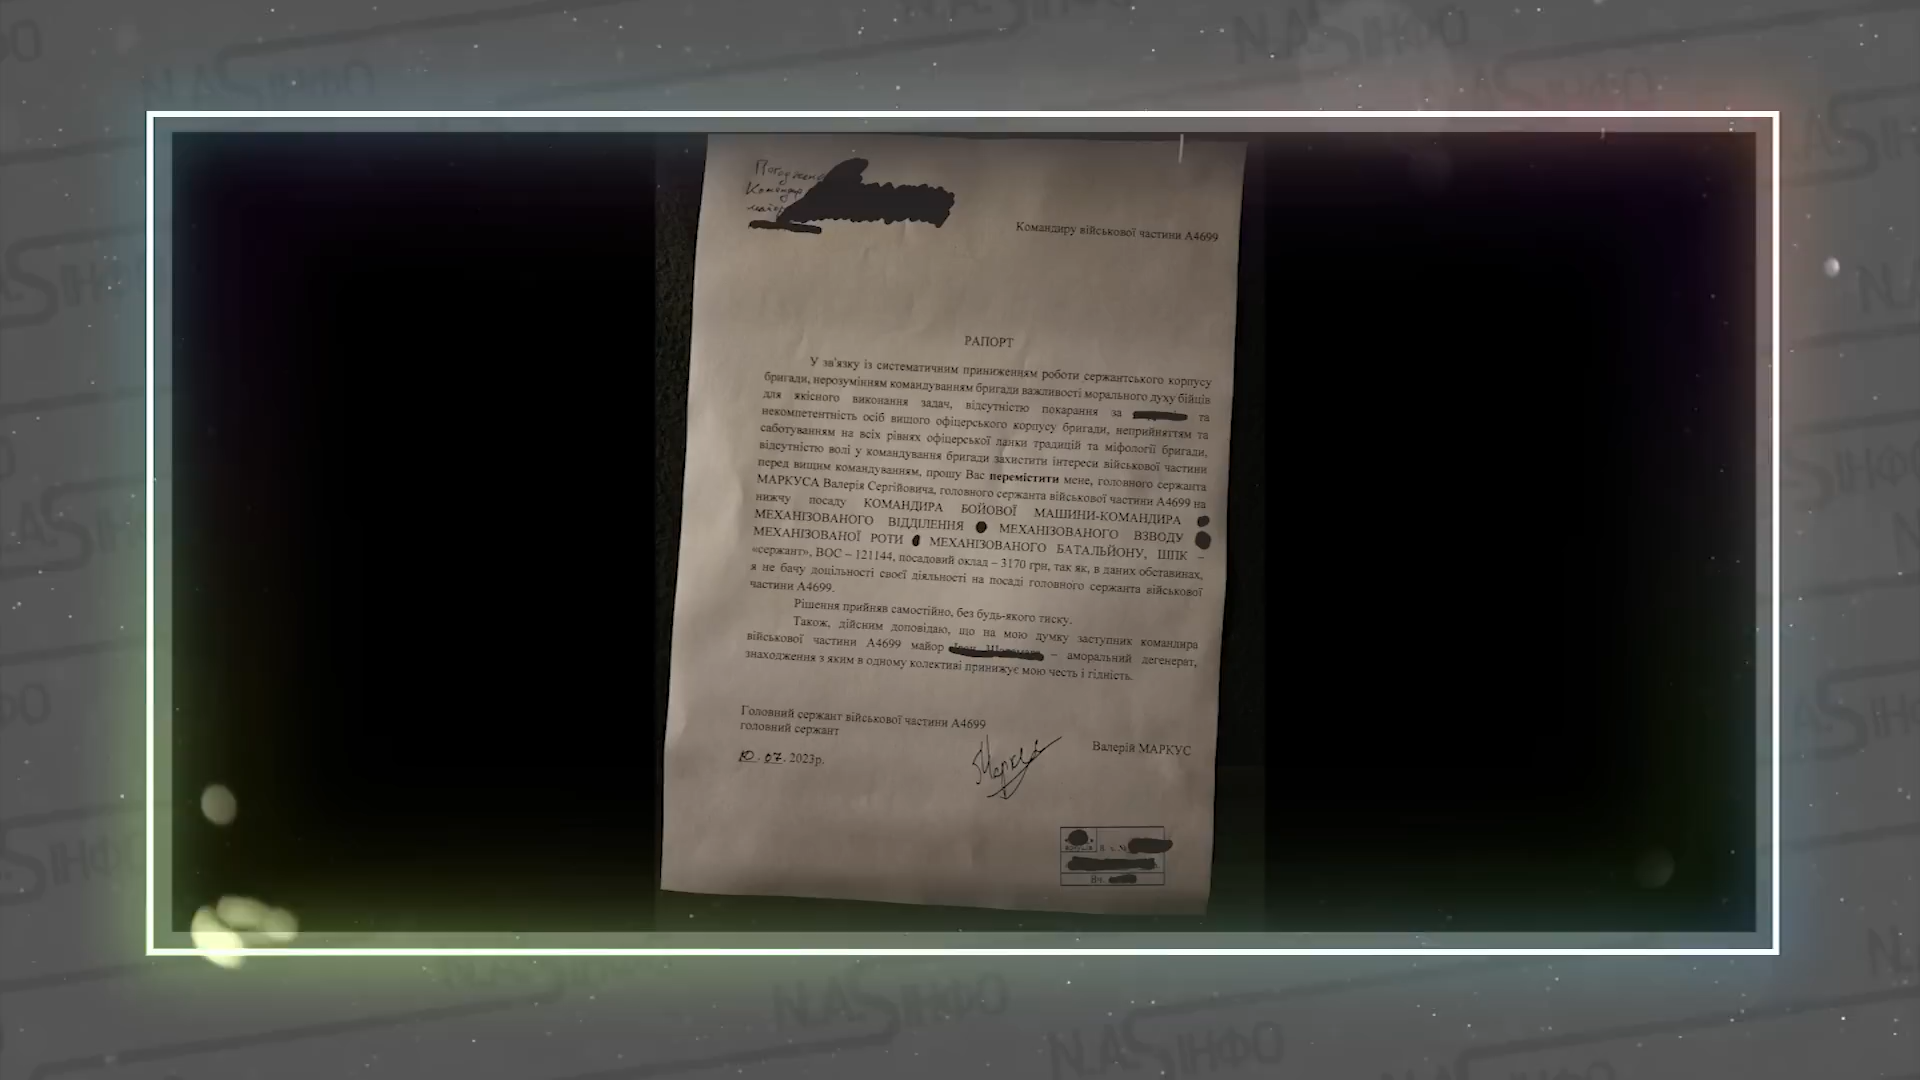 NASІНФО
Погоджено
Командир
майор
Командиру військової частини А4699
РАПОРТ
У зв'язку із систематичним приниженням роботи сержантського корпусу
бригади, нерозумінням командуванням бригади важливості морального духу бійців
для якісного виконання задач, відсутністю покарання за та
некомпетентність осіб вищого офіцерського корпусу бригади, неприйняттям та
саботуванням на всіх рівнях офіцерської ланки традицій та міфології бригади,
відсутністю волі у командування бригади захистити інтереси військової частини
перед вищим командуванням, прошу Вас перемістити мене, головного сержанта
МАРКУСА Валерія Сергійовича, головного сержанта військової частини А4699 на
нижчу посаду КОМАНДИРА БОЙОВОЇ МАШИНИ-КОМАНДИРА
МЕХАНІЗОВАНОГО ВІДДІЛЕННЯ МЕХАНІЗОВАНОГО ВЗВОДУ
МЕХАНІЗОВАНОЇ РОТИ МЕХАНІЗОВАНОГО БАТАЛЬЙОНУ, ШПК –
«сержант», ВОС – 121144, посадовий оклад – 3170 грн, так як, в даних обставинах,
я не бачу доцільності своєї діяльності на посаді головного сержанта військової
частини А4699.
Рішення прийняв самостійно, без будь-якого тиску.
Також, дійсним доповідаю, що на мою думку заступник командира
військової частини А4699 майор – аморальний дегенерат,
знаходження з яким в одному колективі принижує мою честь і гідність.
Головний сержант військової частини А4699
головний сержант
Валерій МАРКУС
10.07.2023р.
Вч.